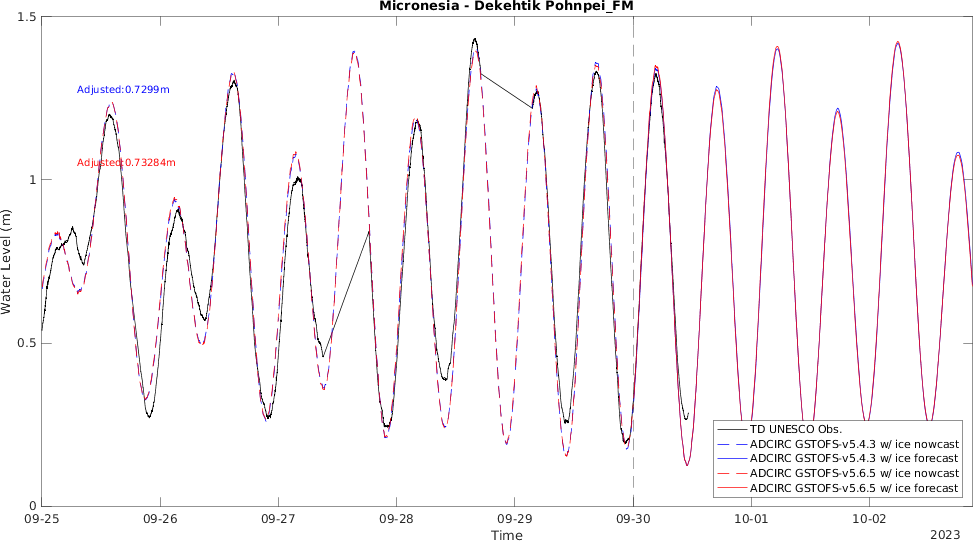 Micronesia - Dekehtik Pohnpei_FM
1.5
1
0.5
0
Water Level (m)
Adjusted:0.7299m
Adjusted:0.73284m
TD UNESCO Obs.
ADCIRC GSTOFS-v5.4.3 w/ ice nowcast
ADCIRC GSTOFS-v5.4.3 w/ ice forecast
ADCIRC GSTOFS-v5.6.5 w/ ice nowcast
ADCIRC GSTOFS-v5.6.5 w/ ice forecast
09-25 09-26 09-27 09-28 09-29 09-30 10-01 10-02
Time
2023